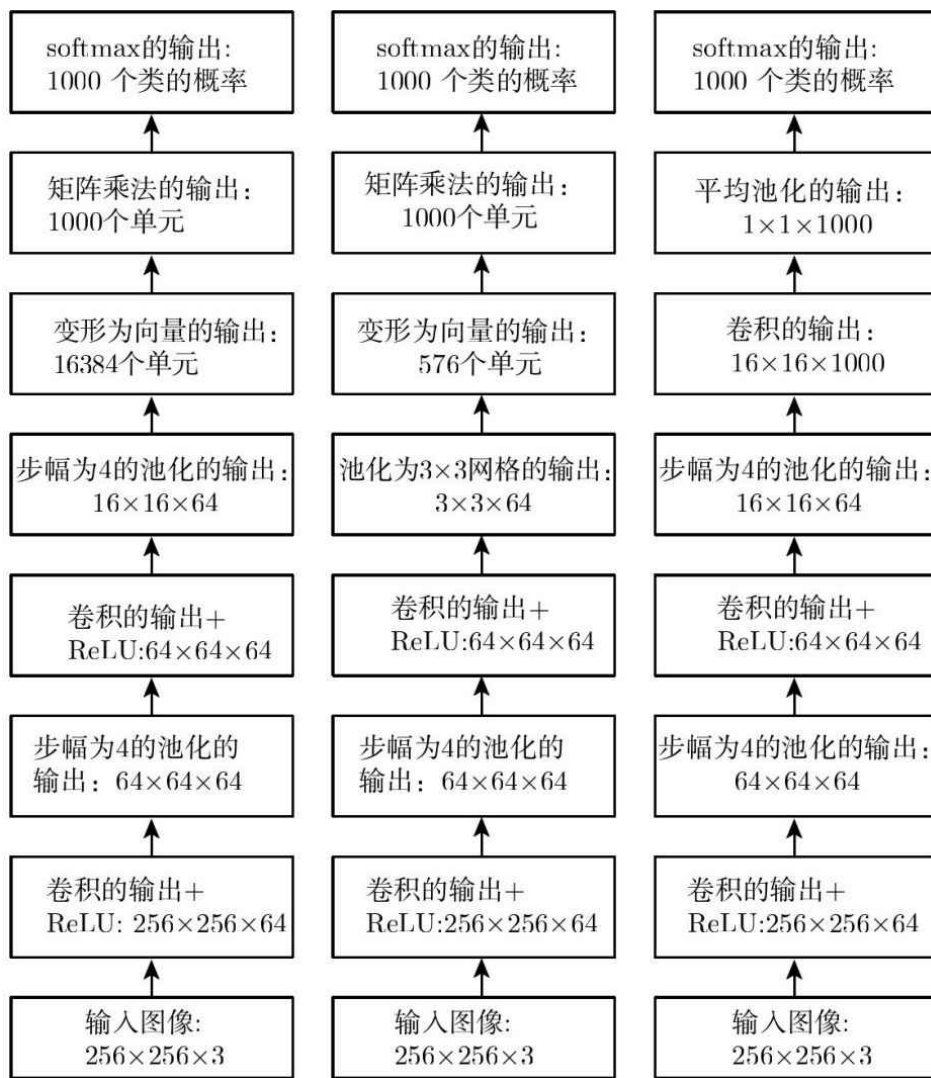 softmax的输出:
1000 个类的概率
矩阵乘法的输出：
1000个单元
变形为向量的输出：
16384个单元
步幅为4的池化的输出：
16×16×64
卷积的输出+
ReLU:64×64×64
步幅为4的池化的
输出：64×64×64
卷积的输出+
ReLU: 256×256×64
输入图像:
256×256×3
softmax的输出:
1000 个类的概率
矩阵乘法的输出：
1000个单元
变形为向量的输出：
576个单元
池化为3×3网格的输出：
3×3×64
卷积的输出+
ReLU:64×64×64
步幅为4的池化的
输出：64×64×64
卷积的输出+
ReLU:256×256×64
输入图像:
256×256×3
softmax的输出:
1000 个类的概率
平均池化的输出：
1×1×1000
卷积的输出：
16×16×1000
步幅为4的池化的输出：
16×16×64
卷积的输出+
ReLU:64×64×64
步幅为4的池化的输出：
64×64×64
卷积的输出+
ReLU:256×256×64
输入图像:
256×256×3